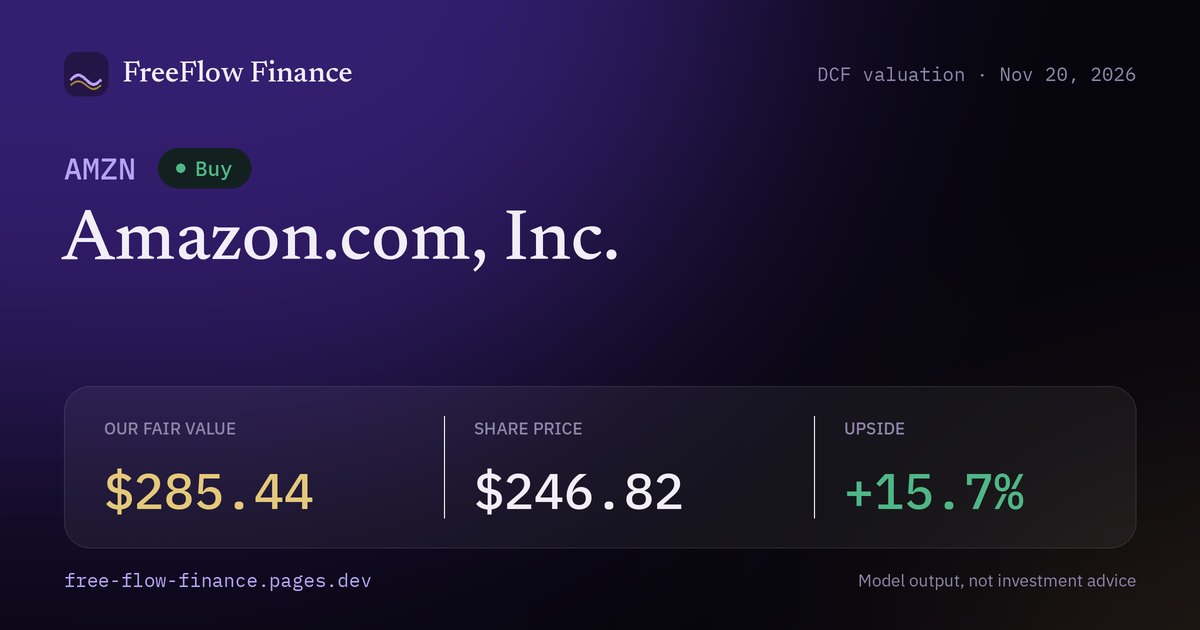 FreeFlow Finance
DCF valuation · Nov 20, 2026
AMZN
Buy
Amazon.com, Inc.
OUR FAIR VALUE
$285.44
SHARE PRICE
$246.82
UPSIDE
+15.7%
free-flow-finance.pages.dev
Model output, not investment advice